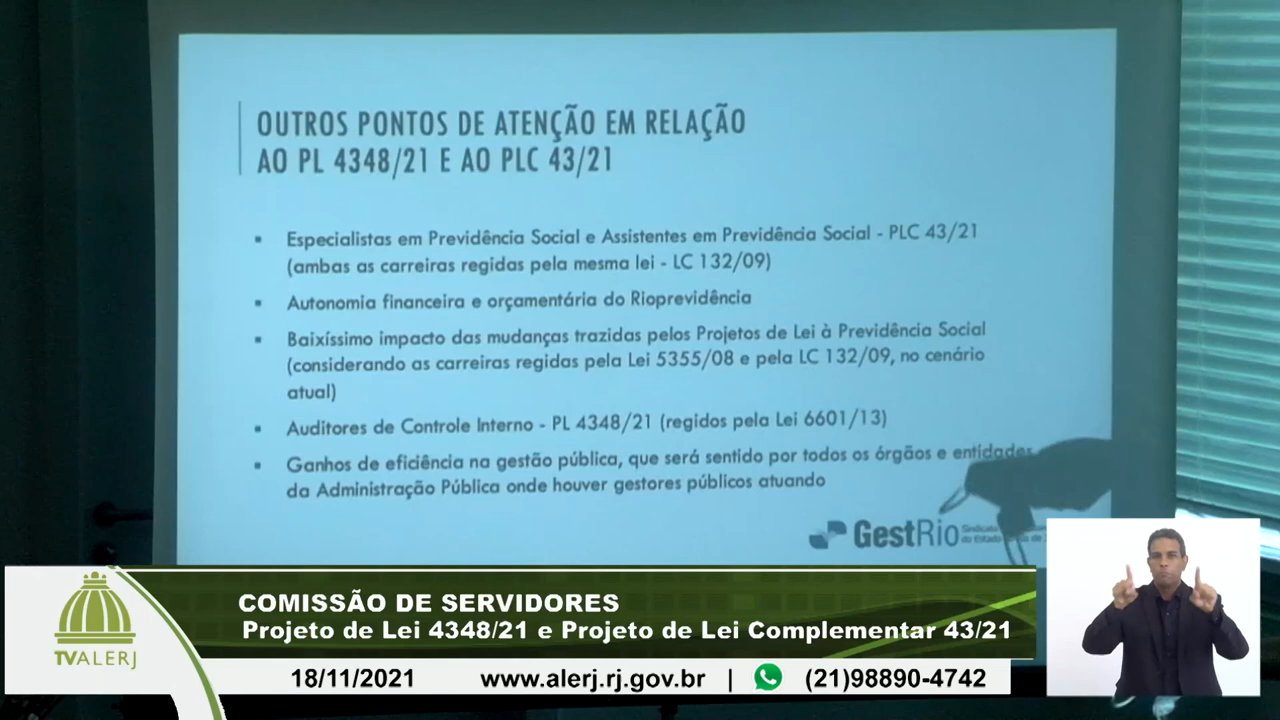 OUTROS PONTOS DE ATENÇÃO EM RELAÇÃO
AO PL 4348/21 E AO PLC 43/21
▪ Especialistas em Previdência Social e Assistentes em Previdência Social - PLC 43/21
(ambas as carreiras regidas pela mesma lei - LC 132/09)
▪ Autonomia financeira e orçamentária do Rioprevidência
▪ Baixíssimo impacto das mudanças trazidas pelos Projetos de Lei à Previdência Social
(considerando as carreiras regidas pela Lei 5355/08 e pela LC 132/09, no cenário
atual)
▪ Auditores de Controle Interno - PL 4348/21 (regidos pela Lei 6601/13)
▪ Ganhos de eficiência na gestão pública, que será sentido por todos os órgãos e entidades
da Administração Pública onde houver gestores públicos atuando
GestRio
Sindicato
do Estado
COMISSÃO DE SERVIDORES
Projeto de Lei 4348/21 e Projeto de Lei Complementar 43/21
TVALERJ
18/11/2021 www.alerj.rj.gov.br | (21)98890-4742